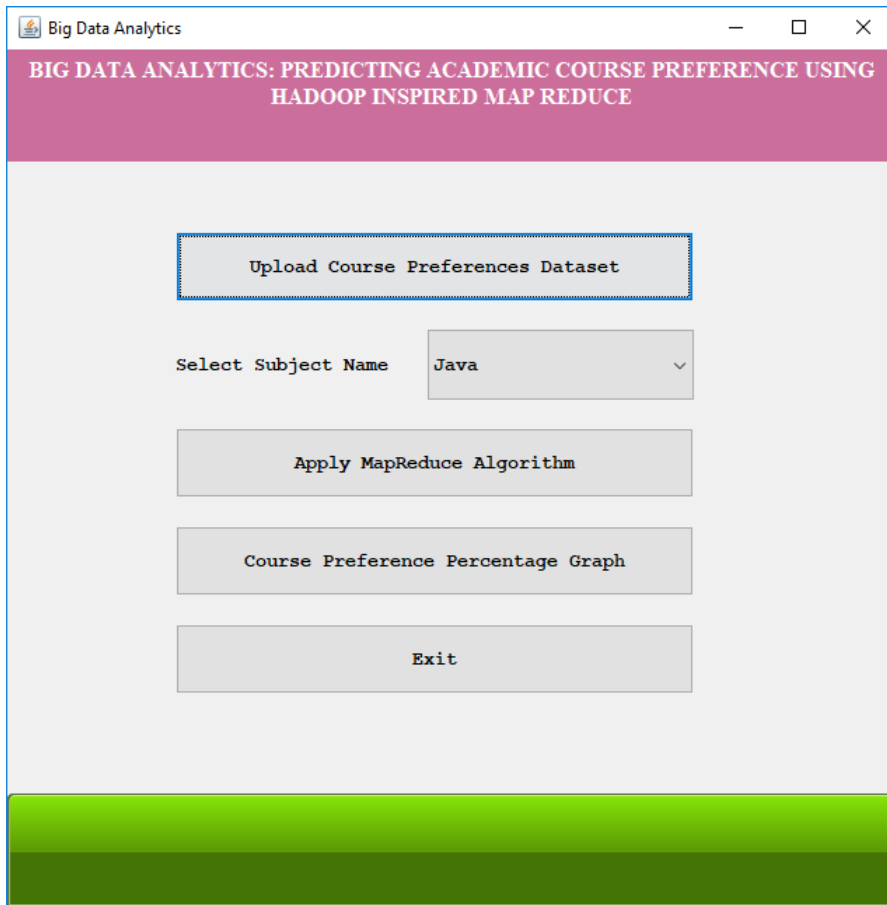 Big Data Analytics
BIG DATA ANALYTICS: PREDICTING ACADEMIC COURSE PREFERENCE USING
HADOOP INSPIRED MAP REDUCE
Upload Course Preferences Dataset
Select Subject Name Java
Apply MapReduce Algorithm
Course Preference Percentage Graph
Exit